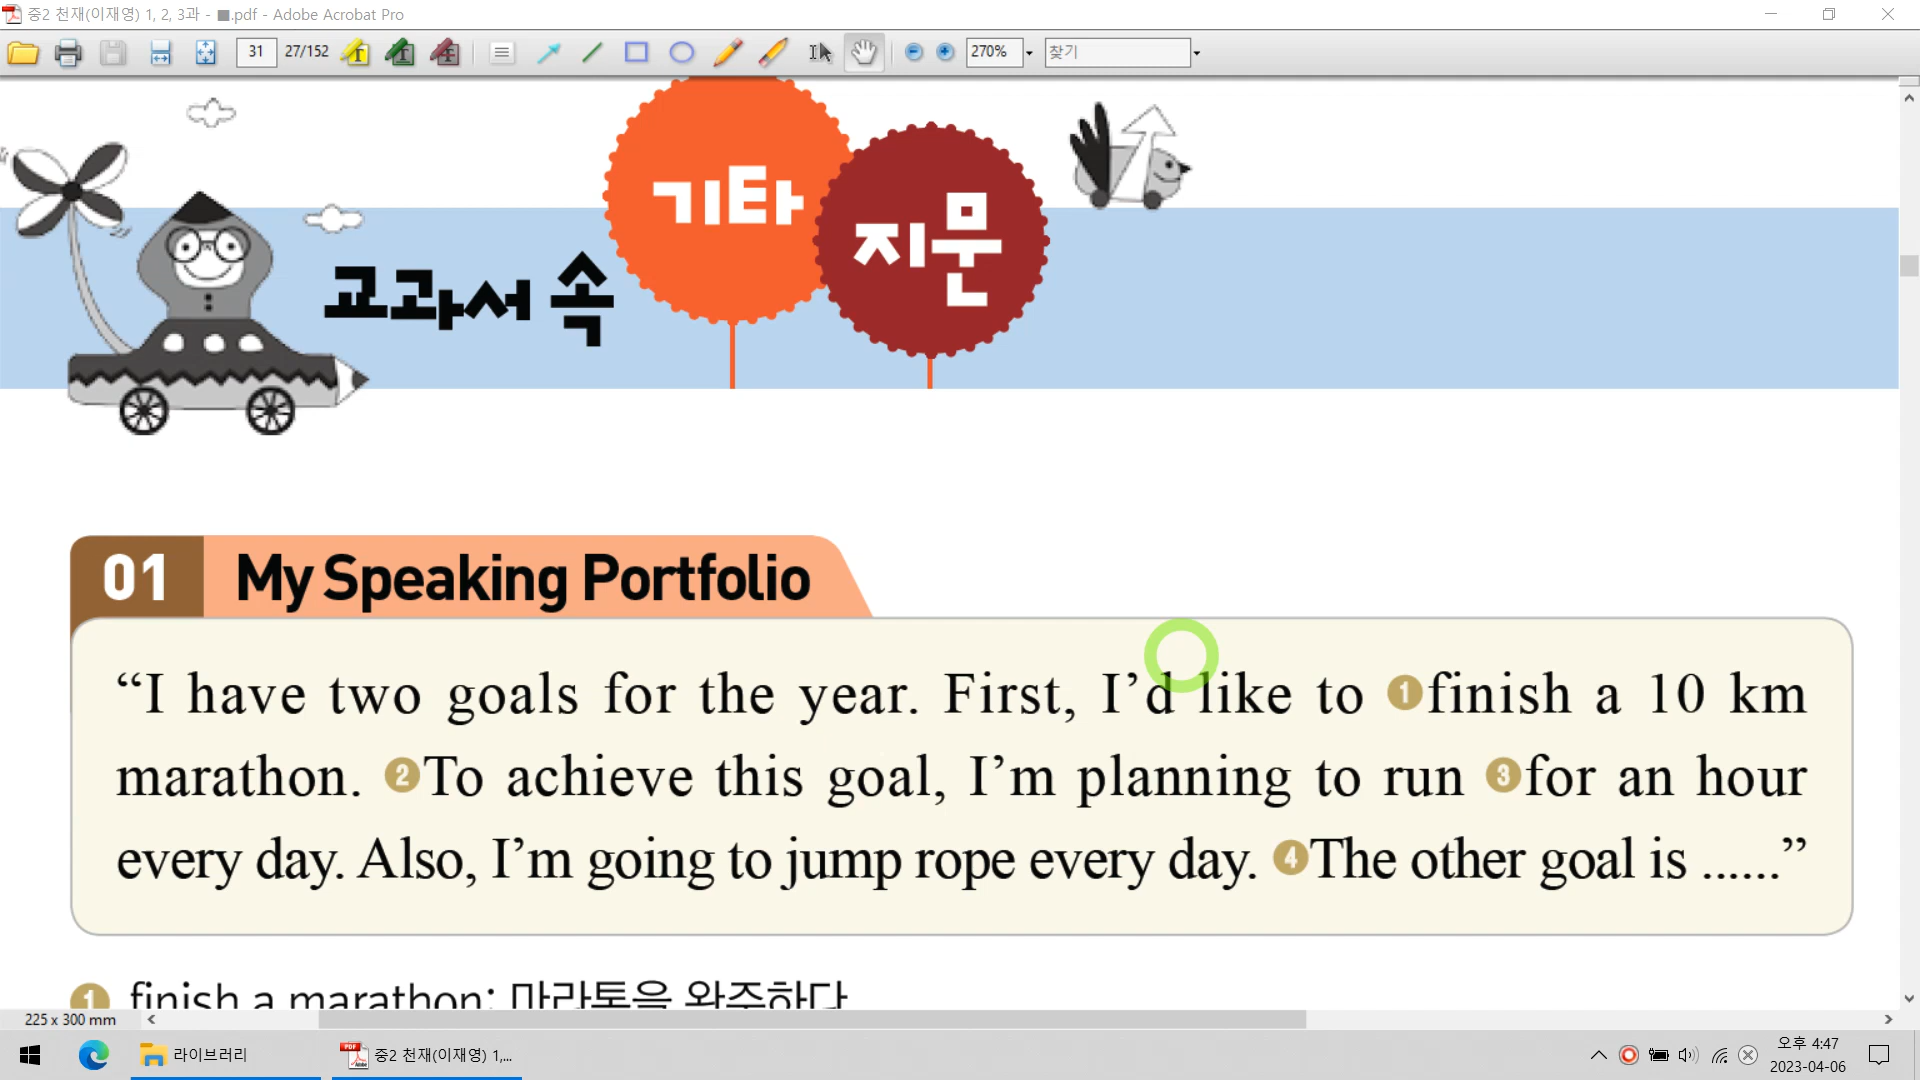 중2 천재(이재영) 1, 2, 3과 - ■.pdf - Adobe Acrobat Pro
31 27/152 270% 찾기
기타
지문
교과서 속
01 My Speaking Portfolio
“I have two goals for the year. First, I’d like to ❶finish a 10 km
marathon. ❷To achieve this goal, I’m planning to run ❸for an hour
every day. Also, I’m going to jump rope every day. ❹The other goal is ......”
❶ finish a marathon: 마라톤을 완주하다
225 x 300 mm
라이브러리
중2 천재(이재영) 1,...
오후 4:47
2023-04-06